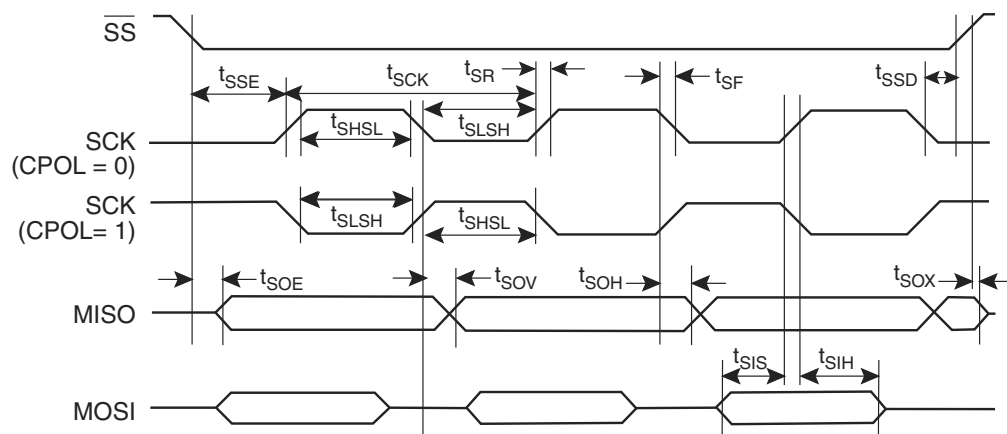 SS
tSSE
tSCK
tSR
tSF
tSSD
SCK
(CPOL = 0)
tSHSL
tSLSH
SCK
(CPOL= 1)
tSLSH
tSHSL
tSOE
tSOV
tSOH
tSOX
MISO
tSIS
tSIH
MOSI